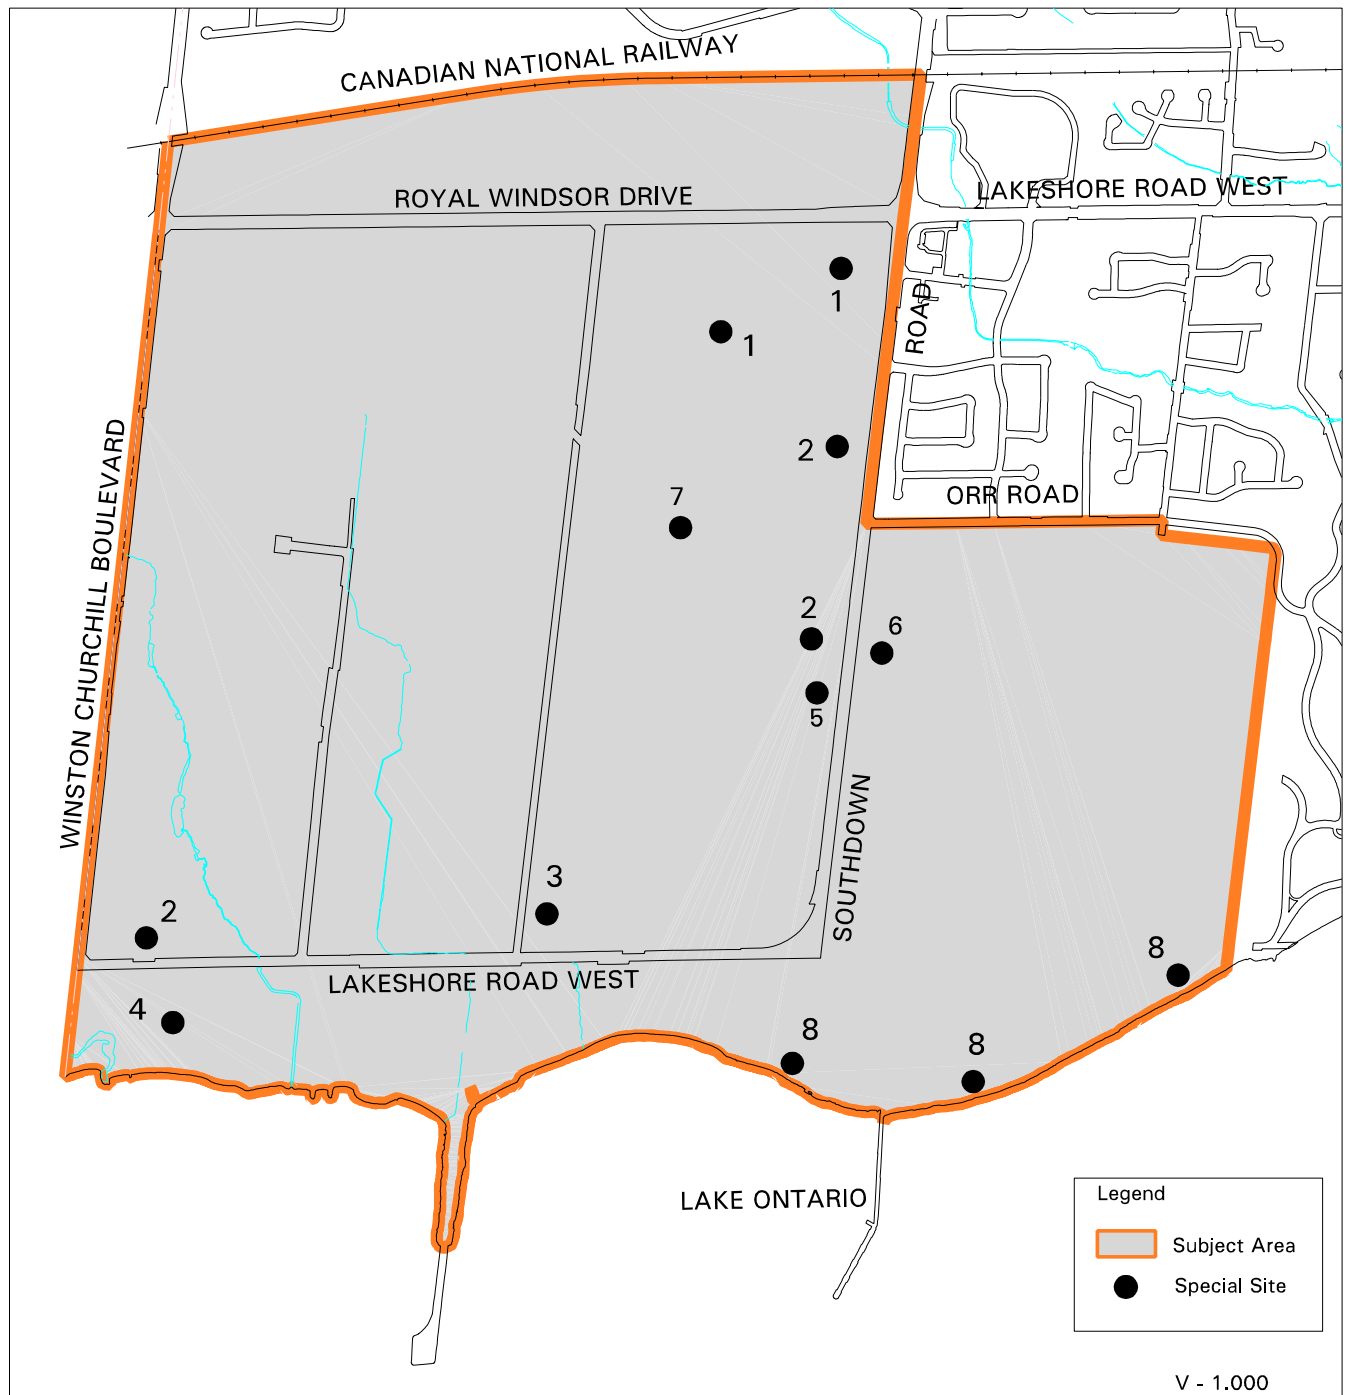 CANADIAN NATIONAL RAILWAY
ROYAL WINDSOR DRIVE
LAKESHORE ROAD WEST
1
ROAD
1
WINSTON CHURCHILL BOULEVARD
2
7
ORR ROAD
2
6
5
SOUTHDOWN
3
2
8
LAKESHORE ROAD WEST
4
8
8
LAKE ONTARIO
Legend
Subject Area
Special Site
V - 1.000